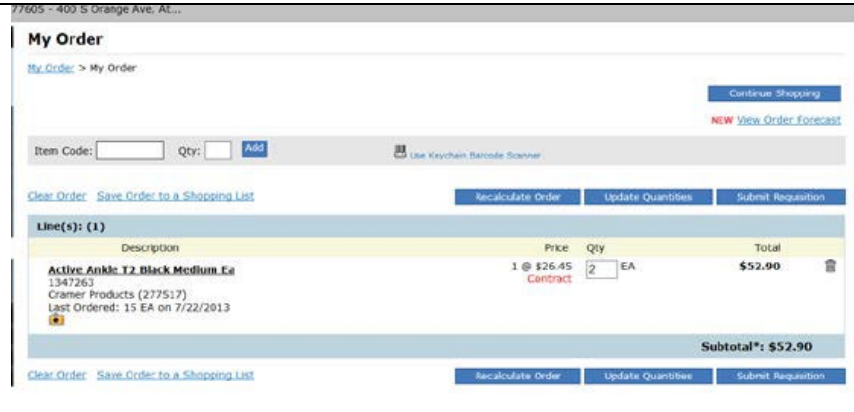 77605 - 400 S Orange Ave. At...
My Order
My Order > My Order
Continue Shopping
NEW View Order Forecast
Item Code: Qty: Add Use Keychain Barcode Scanner
Clear Order Save Order to a Shopping List Recalculate Order Update Quantities Submit Requisition
Line(s): (1)
Description Price Qty Total
Active Ankle T2 Black Medium Ea 1 @ $26.45 2 EA $52.90
1347263 Contract
Cramer Products (277517)
Last Ordered: 15 EA on 7/22/2013
Subtotal*: $52.90
Clear Order Save Order to a Shopping List Recalculate Order Update Quantities Submit Requisition